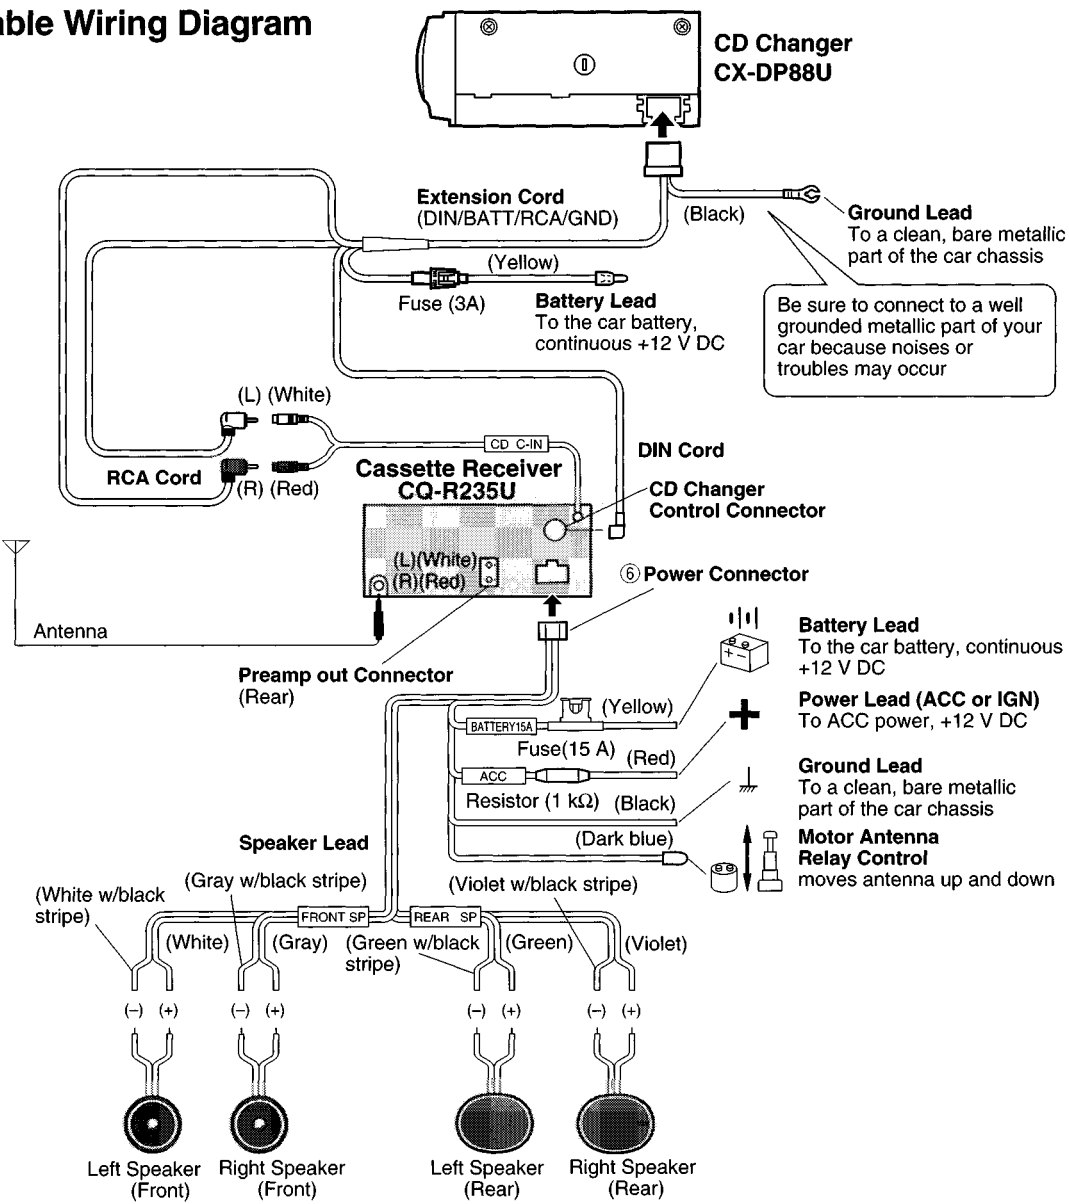 able Wiring Diagram
CD Changer
CX-DP88U
Extension Cord
(DIN/BATT/RCA/GND)
(Black)
Ground Lead
To a clean, bare metallic
part of the car chassis
(Yellow)
Fuse (3A)
Battery Lead
To the car battery,
continuous +12 V DC
Be sure to connect to a well
grounded metallic part of your
car because noises or
troubles may occur
(L) (White)
CD C-IN
DIN Cord
RCA Cord
(R) (Red)
Cassette Receiver
CQ-R235U
CD Changer
Control Connector
(L)(White)
(R)(Red)
⑥ Power Connector
Antenna
Preamp out Connector
(Rear)
Battery Lead
To the car battery, continuous
+12 V DC
(Yellow)
BATTERY15A
Fuse(15 A)
Power Lead (ACC or IGN)
To ACC power, +12 V DC
(Red)
ACC
Resistor (1 kΩ)
(Black)
Ground Lead
To a clean, bare metallic
part of the car chassis
(Dark blue)
Motor Antenna
Relay Control
moves antenna up and down
Speaker Lead
(White w/black
stripe)
(Gray w/black stripe)
(Violet w/black stripe)
FRONT SP
REAR SP
(White)
(Gray)
(Green w/black
stripe)
(Green)
(Violet)
(–) (+) (–) (+) (–) (+) (–) (+)
Left Speaker
(Front)
Right Speaker
(Front)
Left Speaker
(Rear)
Right Speaker
(Rear)